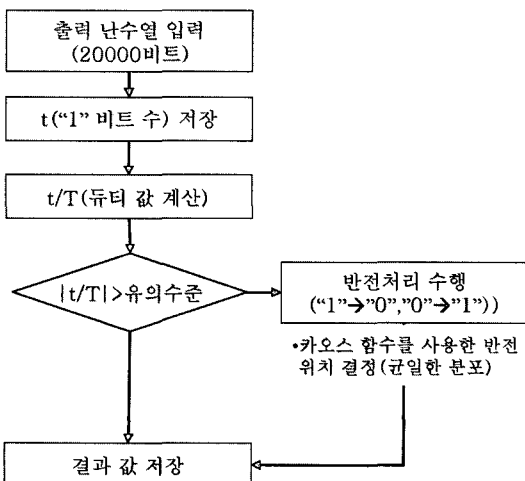 출력 난수열 입력
(20000비트)
t(“1” 비트 수) 저장
t/T(듀티 값 계산)
|t/T|>유의수준
반전처리 수행
(“1”→”0”,”0”→”1”))
•카오스 함수를 사용한 반전
위치 결정(균일한 분포)
결과 값 저장